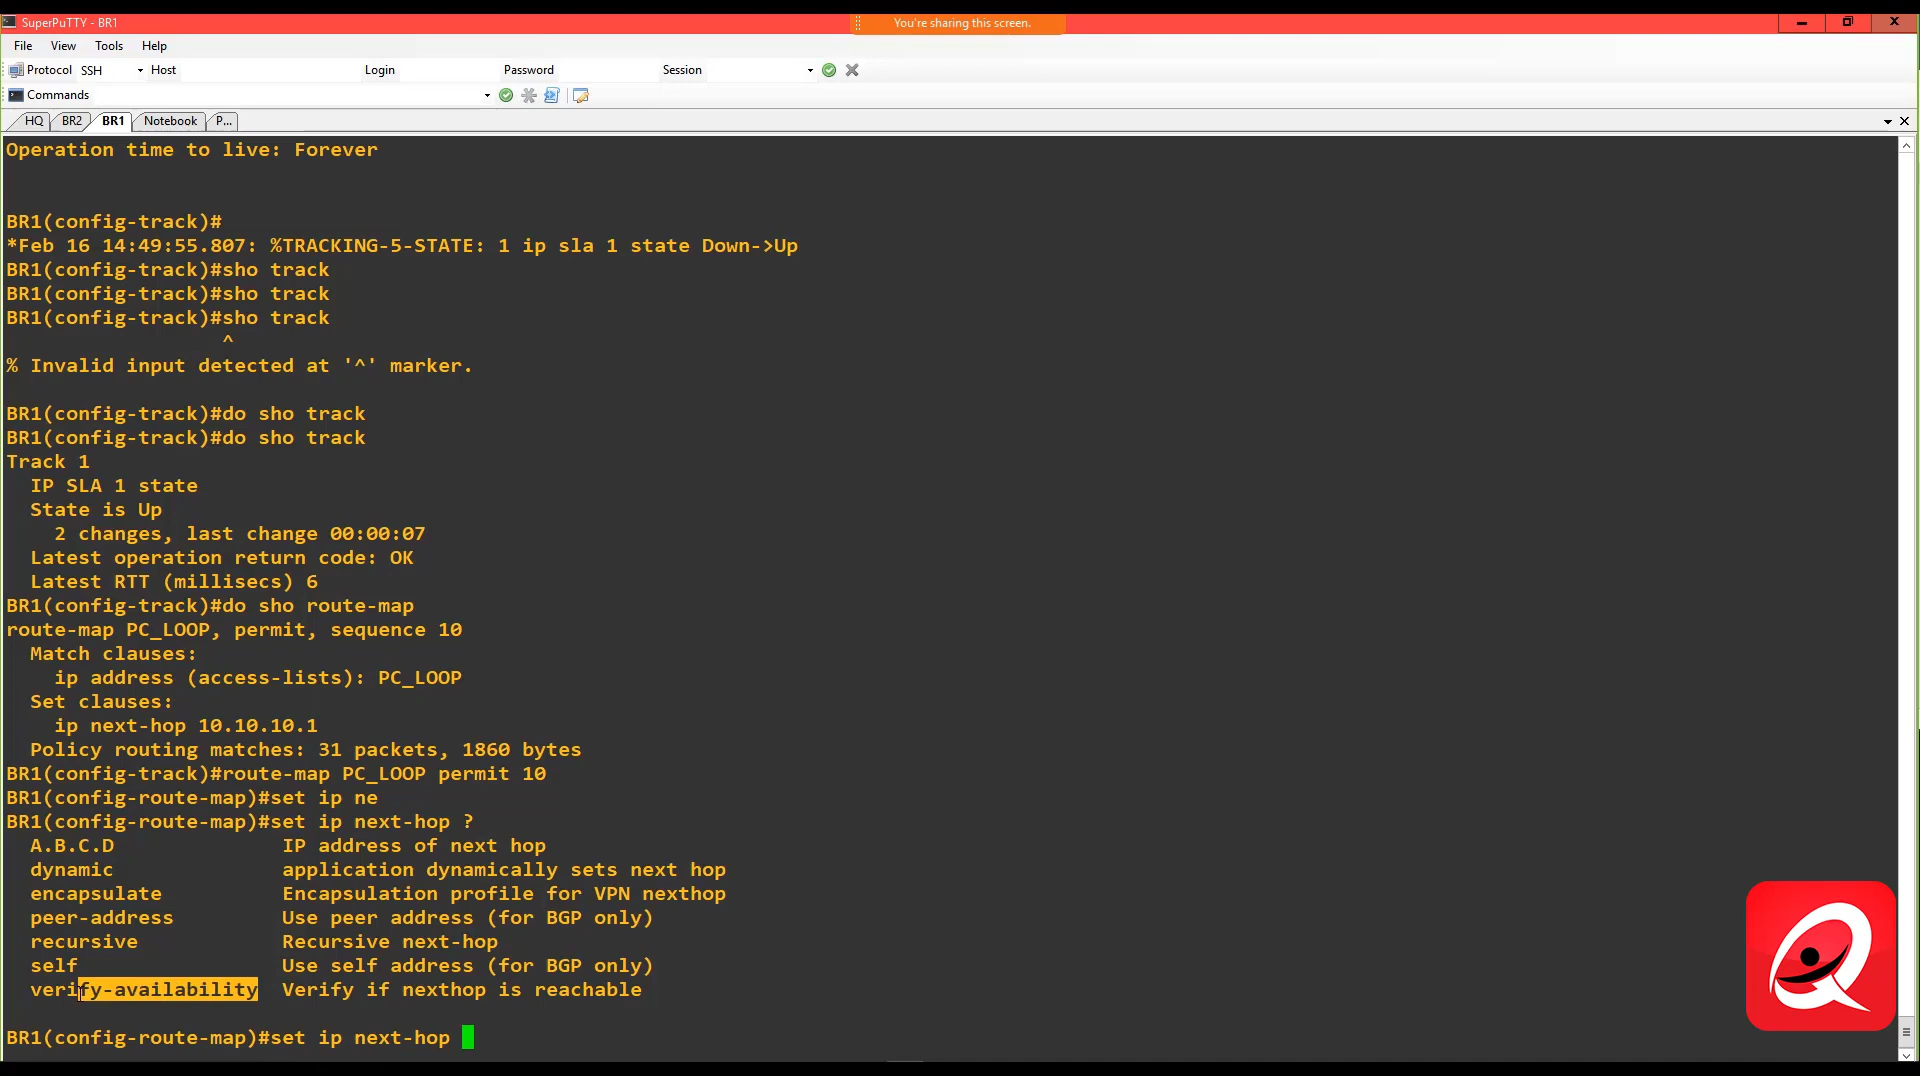 SuperPuTTY - BR1
You're sharing this screen.
File View Tools Help
Protocol SSH Host Login Password Session
Commands
HQ BR2 BR1 Notebook P...
Operation time to live: Forever
BR1(config-track)#
*Feb 16 14:49:55.807: %TRACKING-5-STATE: 1 ip sla 1 state Down->Up
BR1(config-track)#sho track
BR1(config-track)#sho track
BR1(config-track)#sho track
^
% Invalid input detected at '^' marker.
BR1(config-track)#do sho track
BR1(config-track)#do sho track
Track 1
IP SLA 1 state
State is Up
2 changes, last change 00:00:07
Latest operation return code: OK
Latest RTT (millisecs) 6
BR1(config-track)#do sho route-map
route-map PC_LOOP, permit, sequence 10
Match clauses:
ip address (access-lists): PC_LOOP
Set clauses:
ip next-hop 10.10.10.1
Policy routing matches: 31 packets, 1860 bytes
BR1(config-track)#route-map PC_LOOP permit 10
BR1(config-route-map)#set ip ne
BR1(config-route-map)#set ip next-hop ?
A.B.C.D IP address of next hop
dynamic application dynamically sets next hop
encapsulate Encapsulation profile for VPN nexthop
peer-address Use peer address (for BGP only)
recursive Recursive next-hop
self Use self address (for BGP only)
verify-availability Verify if nexthop is reachable
BR1(config-route-map)#set ip next-hop